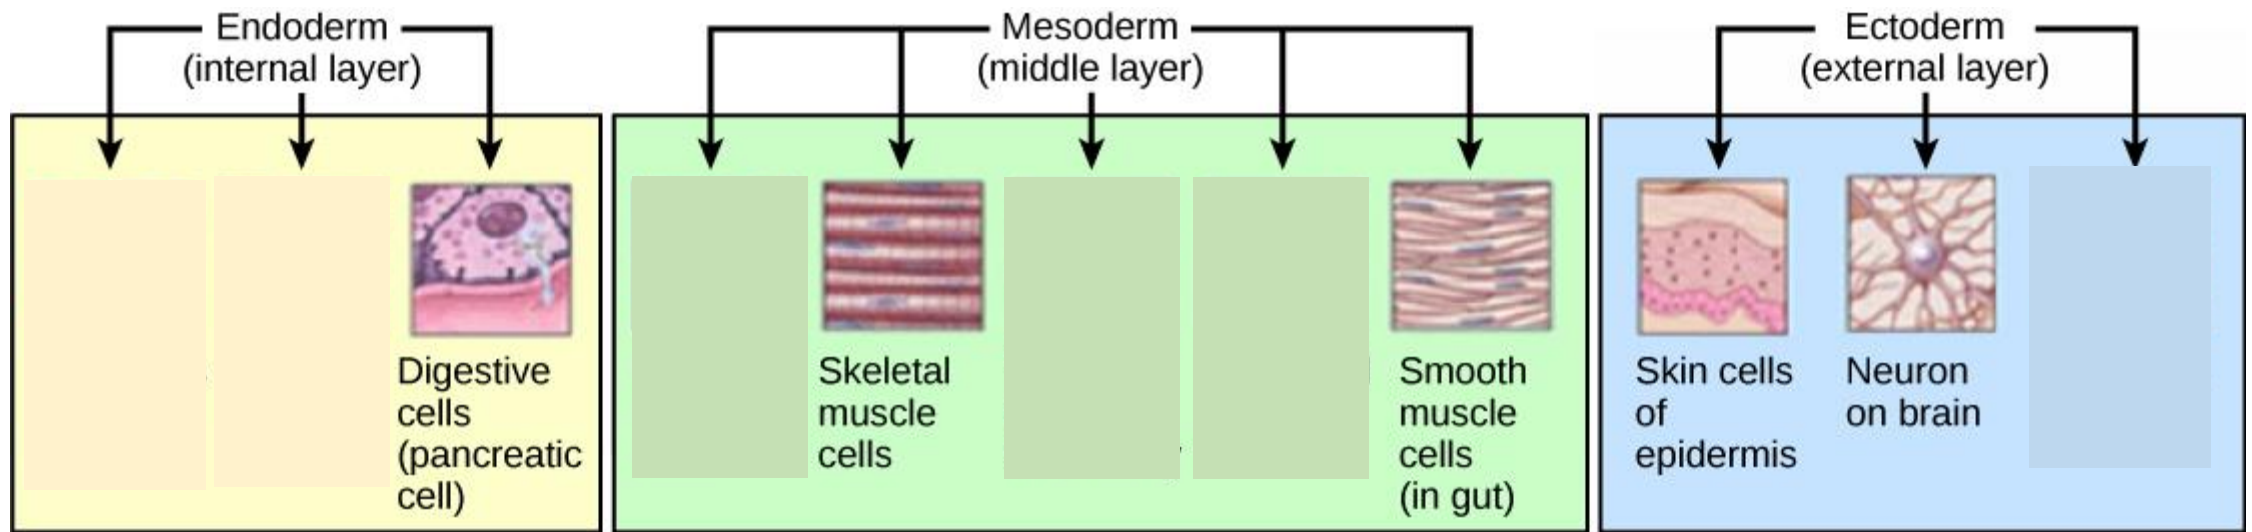 Endoderm
(internal layer)
Mesoderm
(middle layer)
Ectoderm
(external layer)
Digestive
cells
(pancreatic
cell)
Skeletal
muscle
cells
Smooth
muscle
cells
(in gut)
Skin cells
of
epidermis
Neuron
on brain